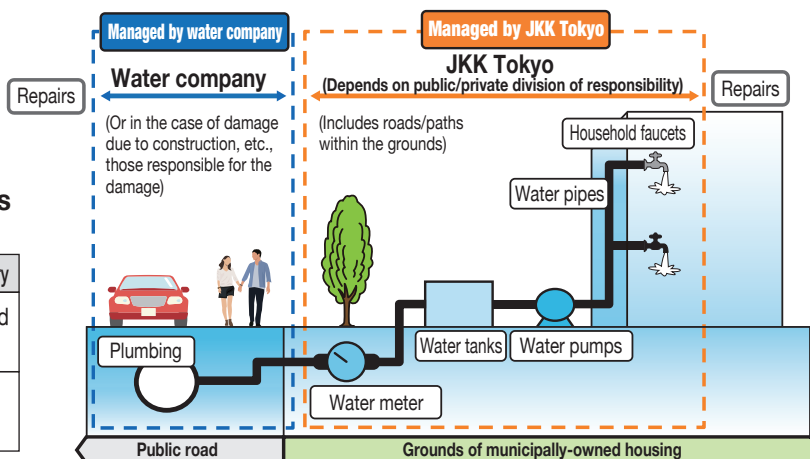 Managed by water company
Managed by JKK Tokyo
Repairs
Water company
(Or in the case of damage
due to construction, etc.,
those responsible for the
damage)
JKK Tokyo
(Depends on public/private division of responsibility)
(Includes roads/paths
within the grounds)
Repairs
Household faucets
Water pipes
s
y
d
Plumbing
Water tanks
Water pumps
Water meter
Public road
Grounds of municipally-owned housing